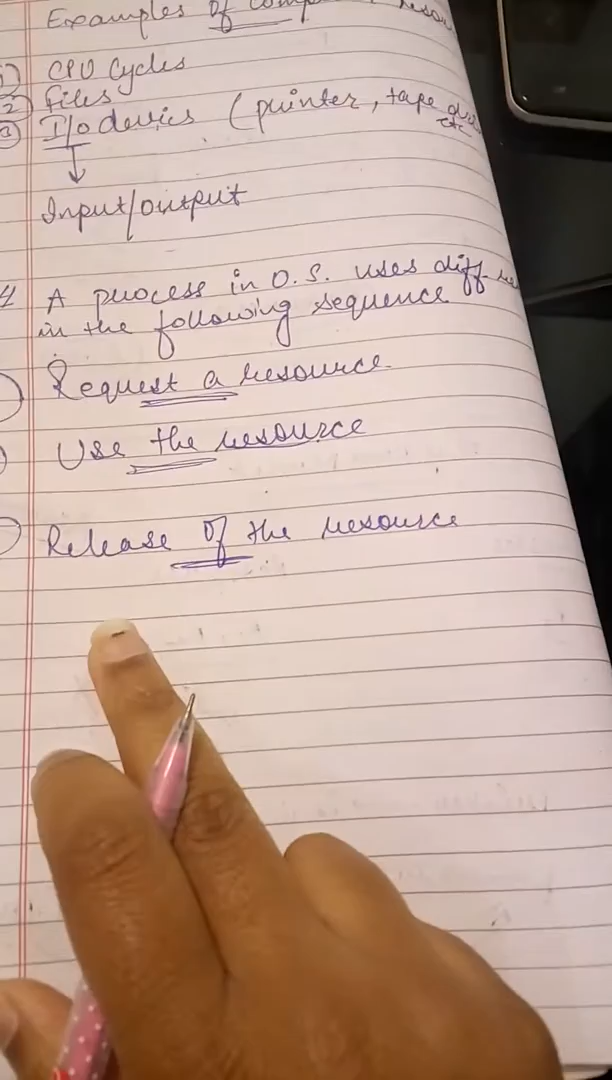 Examples of
1) CPU Cycles
2) Files
3) I/o devices (printer, tape
etc
Input/output
A process in O.S. uses diff
in the following sequence
Request a resource.
Use the resource
Release of the resource